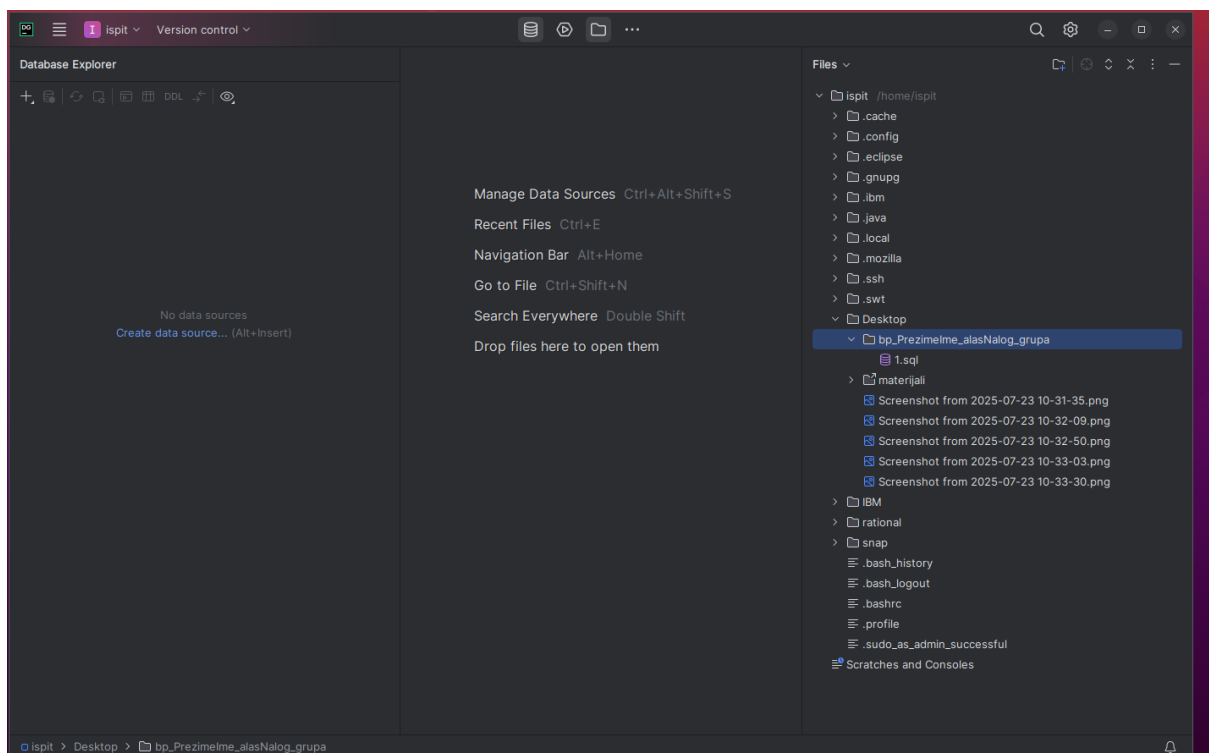 DG
I ispit Version control
Database Explorer
DDL
No data sources
Create data source... (Alt+Insert)
Manage Data Sources Ctrl+Alt+Shift+S
Recent Files Ctrl+E
Navigation Bar Alt+Home
Go to File Ctrl+Shift+N
Search Everywhere Double Shift
Drop files here to open them
Files
ispit /home/ispit
.cache
.config
.eclipse
.gnupg
.ibm
.java
.local
.mozilla
.ssh
.swt
Desktop
bp_PrezimeIme_alasNalog_grupa
1.sql
materijali
Screenshot from 2025-07-23 10-31-35.png
Screenshot from 2025-07-23 10-32-09.png
Screenshot from 2025-07-23 10-32-50.png
Screenshot from 2025-07-23 10-33-03.png
Screenshot from 2025-07-23 10-33-30.png
IBM
rational
snap
.bash_history
.bash_logout
.bashrc
.profile
.sudo_as_admin_successful
Scratches and Consoles
ispit > Desktop > bp_PrezimeIme_alasNalog_grupa